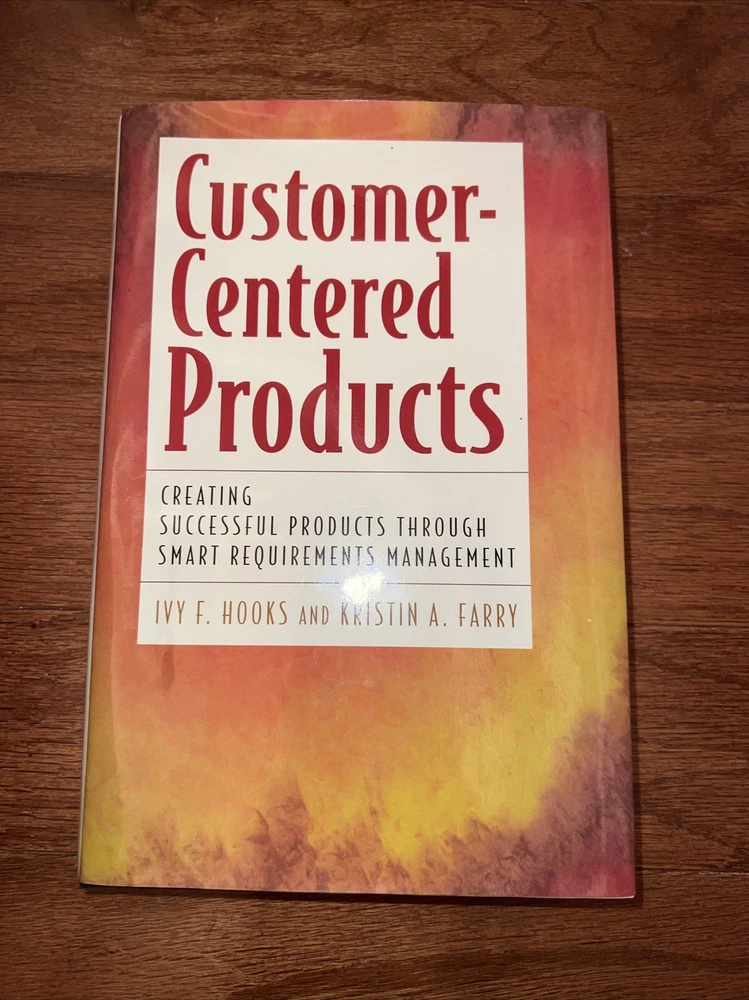 Customer-
Centered
Products
CREATING
SUCCESSFUL PRODUCTS THROUGH
SMART REQUIREMENTS MANAGEMENT
IVY F. HOOKS AND KRISTIN A. FARRY